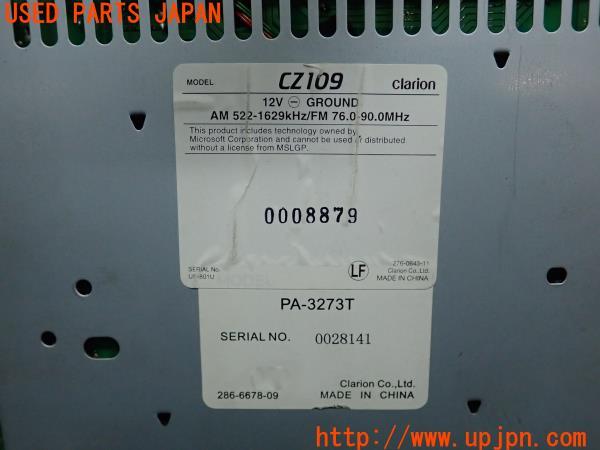 USED PARTS JAPAN
MODEL CZ109 clarion
12V ⊖ GROUND
AM 522-1629kHz/FM 76.0-90.0MHz
This product includes technology owned by
Microsoft Corporation and cannot be used or distributed
without a license from MSLGP.
0008879
SERIAL No. LF 276-0643-11
UE-801U Clarion Co.,Ltd.
MADE IN CHINA
PA-3273T
SERIAL NO. 0028141
Clarion Co.,Ltd.
286-6678-09 MADE IN CHINA
http://www.upjpn.com